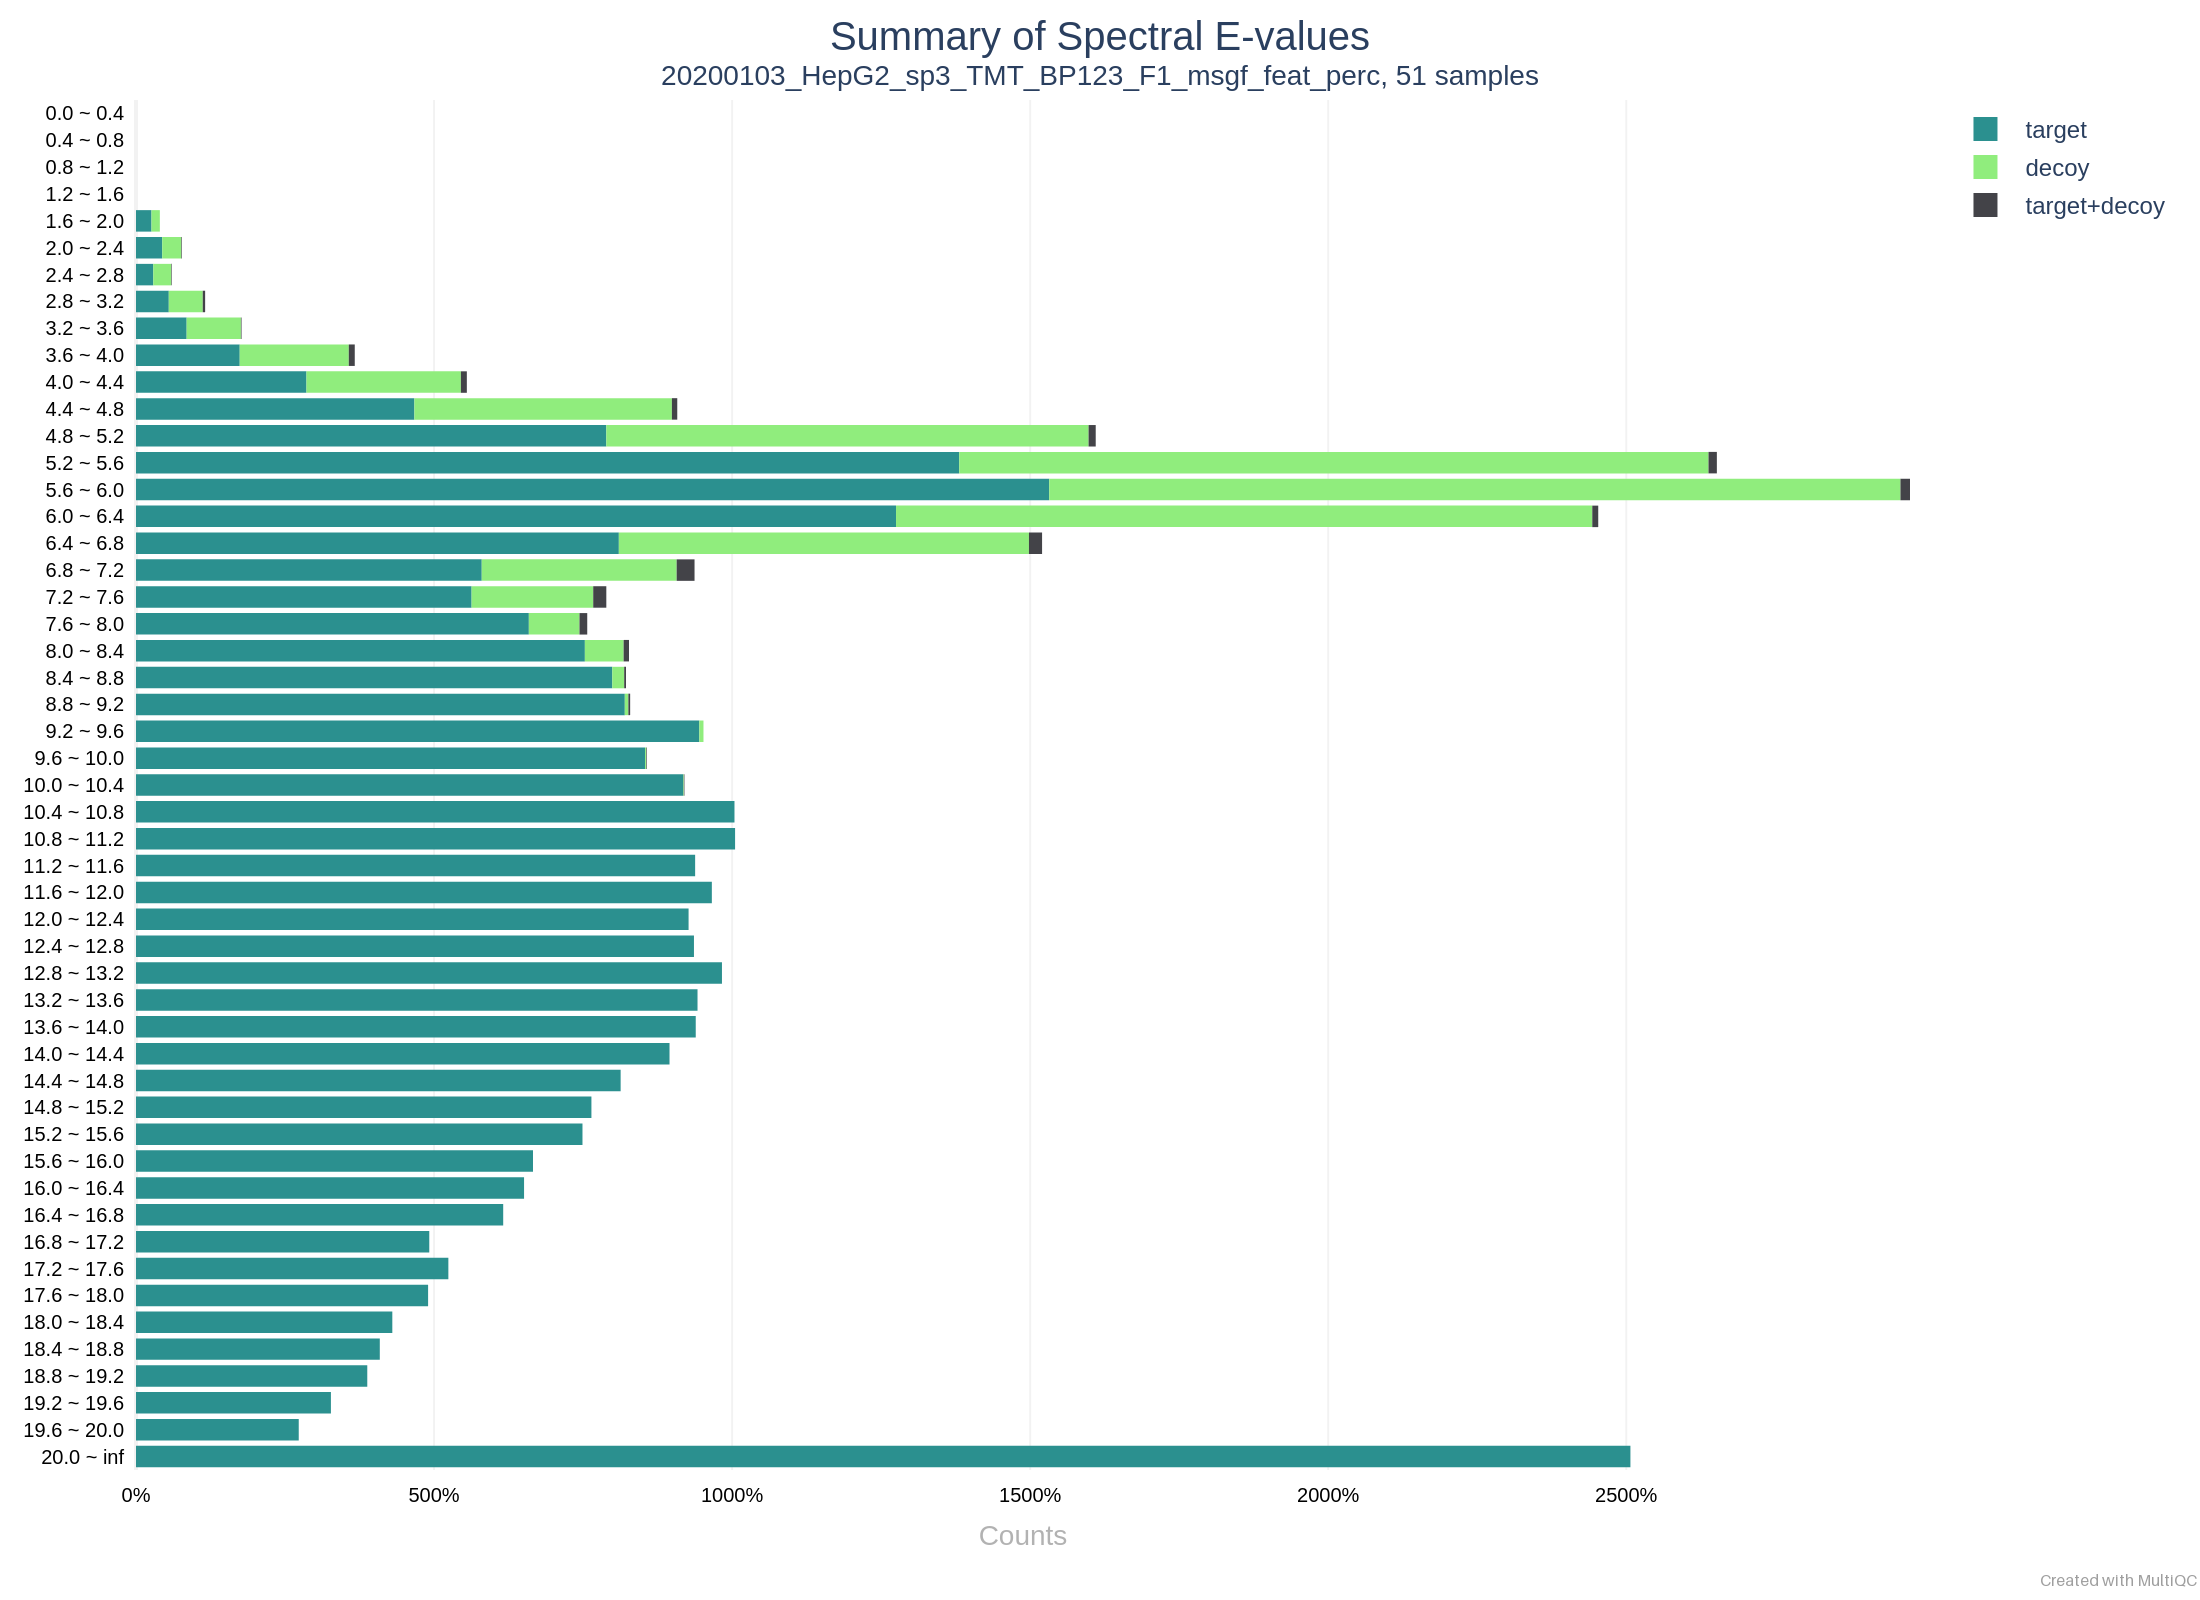 Summary of Spectral E-values
20200103_HepG2_sp3_TMT_BP123_F1_msgf_feat_perc, 51 samples
0.0 ~ 0.4
0.4 ~ 0.8
0.8 ~ 1.2
1.2 ~ 1.6
1.6 ~ 2.0
2.0 ~ 2.4
2.4 ~ 2.8
2.8 ~ 3.2
3.2 ~ 3.6
3.6 ~ 4.0
4.0 ~ 4.4
4.4 ~ 4.8
4.8 ~ 5.2
5.2 ~ 5.6
5.6 ~ 6.0
6.0 ~ 6.4
6.4 ~ 6.8
6.8 ~ 7.2
7.2 ~ 7.6
7.6 ~ 8.0
8.0 ~ 8.4
8.4 ~ 8.8
8.8 ~ 9.2
9.2 ~ 9.6
9.6 ~ 10.0
10.0 ~ 10.4
10.4 ~ 10.8
10.8 ~ 11.2
11.2 ~ 11.6
11.6 ~ 12.0
12.0 ~ 12.4
12.4 ~ 12.8
12.8 ~ 13.2
13.2 ~ 13.6
13.6 ~ 14.0
14.0 ~ 14.4
14.4 ~ 14.8
14.8 ~ 15.2
15.2 ~ 15.6
15.6 ~ 16.0
16.0 ~ 16.4
16.4 ~ 16.8
16.8 ~ 17.2
17.2 ~ 17.6
17.6 ~ 18.0
18.0 ~ 18.4
18.4 ~ 18.8
18.8 ~ 19.2
19.2 ~ 19.6
19.6 ~ 20.0
20.0 ~ inf
0% 500% 1000% 1500% 2000% 2500%
Counts
target
decoy
target+decoy
Created with MultiQC